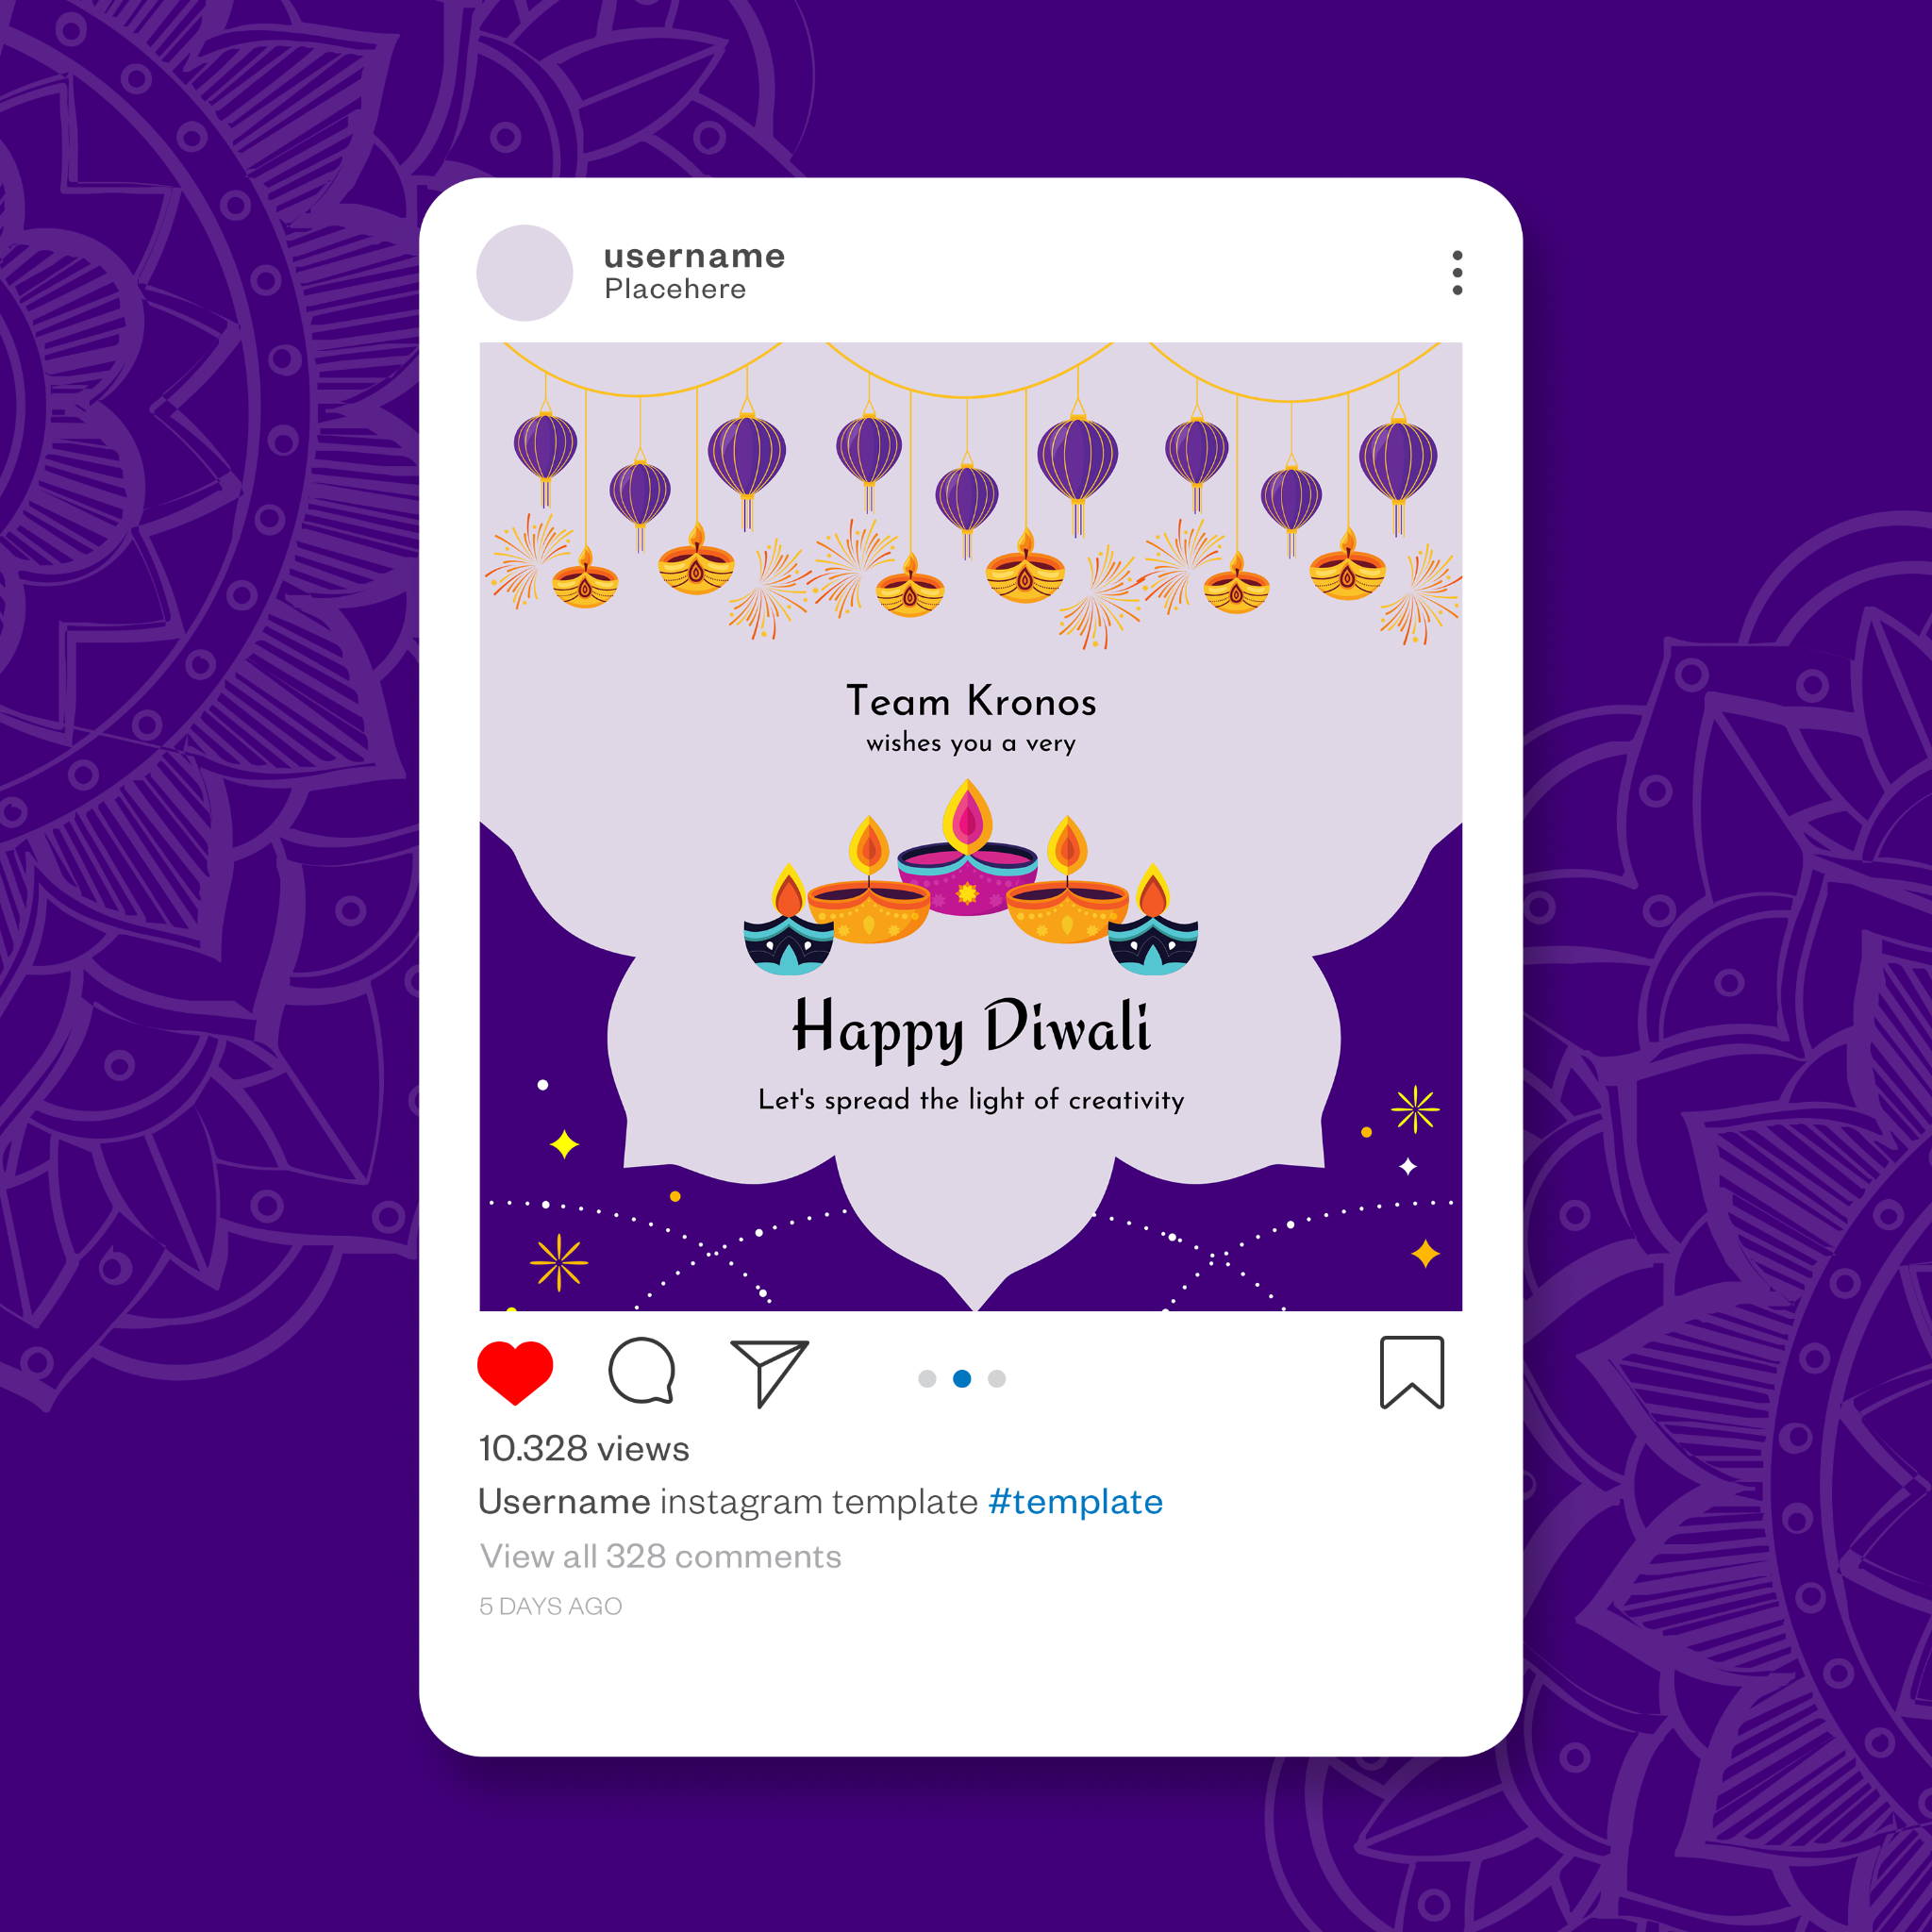 username
Placehere
Team Kronos
wishes you a very
Happy Diwali
Let's spread the light of creativity
10.328 views
Username instagram template #template
View all 328 comments
5 DAYS AGO